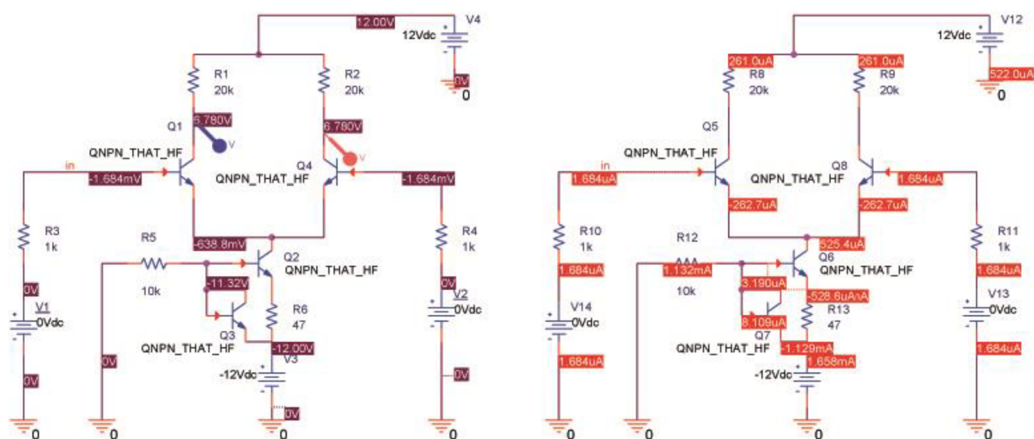 12.00V
V4
12Vdc
0V
0
R1
20k
R2
20k
6.780V
6.780V
Q1
V
V
QNPN_THAT_HF
Q4
in
QNPN_THAT_HF
-1.684mV
-1.684mV
R3
1k
-638.8mV
R5
Q2
QNPN_THAT_HF
R4
1k
-11.32V
10k
R6
47
0V
0V
V1
0Vdc
V2
0Vdc
Q3
QNPN_THAT_HF
-12.00V
V3
-12Vdc
0V
0V
0V
0
0
0
0
V12
12Vdc
261.0uA
261.0uA
522.0uA
0
R8
20k
R9
20k
Q5
QNPN_THAT_HF
Q8
in
QNPN_THAT_HF
1.684uA
1.684uA
-262.7uA
-262.7uA
R10
1k
R12
525.4uA
Q6
QNPN_THAT_HF
R11
1k
1.132mA
3.190uA
10k
-528.6uA
1.684uA
1.684uA
V14
0Vdc
V13
0Vdc
8.109uA
R13
47
Q7
QNPN_THAT_HF
-1.129mA
1.658mA
-12Vdc
1.684uA
1.684uA
0
0
0
0